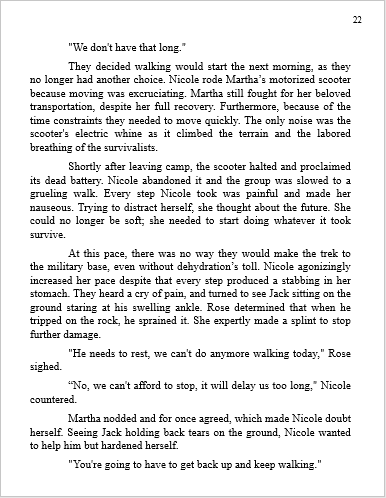 22
"We don't have that long."
They decided walking would start the next morning, as they
no longer had another choice. Nicole rode Martha’s motorized scooter
because moving was excruciating. Martha still fought for her beloved
transportation, despite her full recovery. Furthermore, because of the
time constraints they needed to move quickly. The only noise was the
scooter's electric whine as it climbed the terrain and the labored
breathing of the survivalists.
Shortly after leaving camp, the scooter halted and proclaimed
its dead battery. Nicole abandoned it and the group was slowed to a
grueling walk. Every step Nicole took was painful and made her
nauseous. Trying to distract herself, she thought about the future. She
could no longer be soft; she needed to start doing whatever it took
survive.
At this pace, there was no way they would make the trek to
the military base, even without dehydration’s toll. Nicole agonizingly
increased her pace despite that every step produced a stabbing in her
stomach. They heard a cry of pain, and turned to see Jack sitting on the
ground staring at his swelling ankle. Rose determined that when he
tripped on the rock, he sprained it. She expertly made a splint to stop
further damage.
"He needs to rest, we can't do anymore walking today," Rose
sighed.
“No, we can't afford to stop, it will delay us too long," Nicole
countered.
Martha nodded and for once agreed, which made Nicole doubt
herself. Seeing Jack holding back tears on the ground, Nicole wanted
to help him but hardened herself.
"You're going to have to get back up and keep walking."